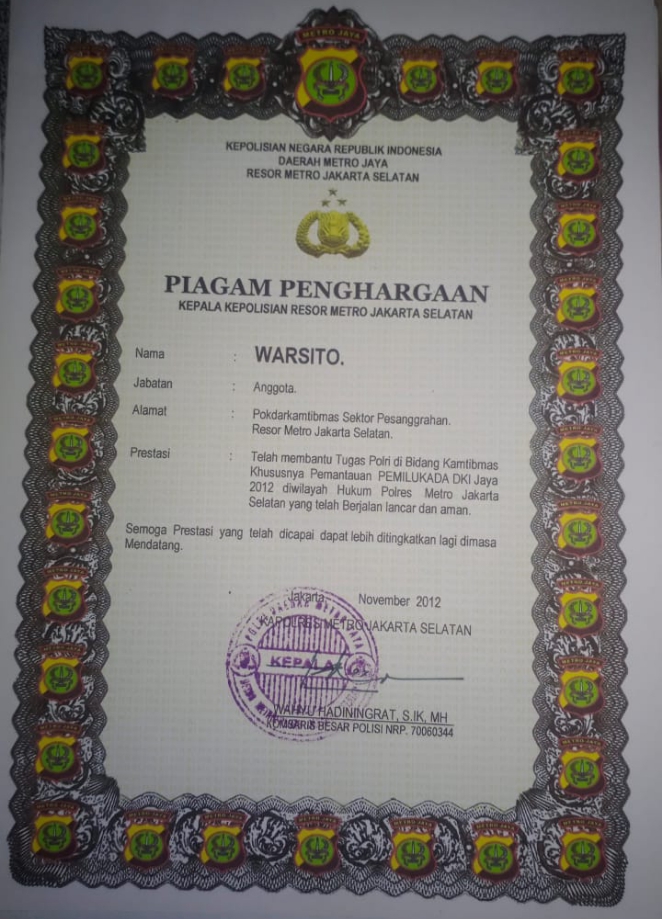 METRO JAYA
KEPOLISIAN NEGARA REPUBLIK INDONESIA
DAERAH METRO JAYA
RESOR METRO JAKARTA SELATAN
PIAGAM PENGHARGAAN
KEPALA KEPOLISIAN RESOR METRO JAKARTA SELATAN
Nama : WARSITO.
Jabatan : Anggota.
Alamat : Pokdarkamtibmas Sektor Pesanggrahan.
Resor Metro Jakarta Selatan.
Prestasi : Telah membantu Tugas Polri di Bidang Kamtibmas
Khususnya Pemantauan PEMILUKADA DKI Jaya
2012 diwilayah Hukum Polres Metro Jakarta
Selatan yang telah Berjalan lancar dan aman.
Semoga Prestasi yang telah dicapai dapat lebih ditingkatkan lagi dimasa
Mendatang.
Jakarta, November 2012
KAPOLRES METRO JAKARTA SELATAN
KEPALA
WAHYU HADININGRAT, S.IK, MH
KOMISARIS BESAR POLISI NRP. 70060344